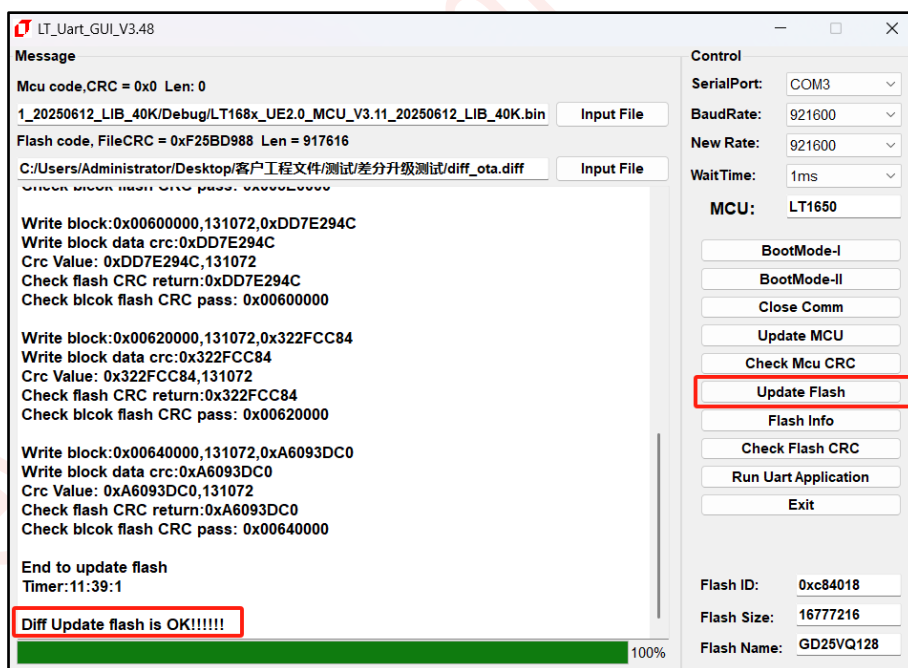 LT_Uart_GUI_V3.48
Message
Mcu code,CRC = 0x0 Len: 0
1_20250612_LIB_40K/Debug/LT168x_UE2.0_MCU_V3.11_20250612_LIB_40K.bin
Input File
Flash code, FileCRC = 0xF25BD988 Len = 917616
C:/Users/Administrator/Desktop/客户工程文件/测试/差分升级测试/diff_ota.diff
Input File
Write block:0x00600000,131072,0xDD7E294C
Write block data crc:0xDD7E294C
Crc Value: 0xDD7E294C,131072
Check flash CRC return:0xDD7E294C
Check blcok flash CRC pass: 0x00600000
Write block:0x00620000,131072,0x322FCC84
Write block data crc:0x322FCC84
Crc Value: 0x322FCC84,131072
Check flash CRC return:0x322FCC84
Check blcok flash CRC pass: 0x00620000
Write block:0x00640000,131072,0xA6093DC0
Write block data crc:0xA6093DC0
Crc Value: 0xA6093DC0,131072
Check flash CRC return:0xA6093DC0
Check blcok flash CRC pass: 0x00640000
End to update flash
Timer:11:39:1
Diff Update flash is OK!!!!!!
100%
Control
SerialPort: COM3
BaudRate: 921600
New Rate: 921600
WaitTime: 1ms
MCU: LT1650
BootMode-I
BootMode-II
Close Comm
Update MCU
Check Mcu CRC
Update Flash
Flash Info
Check Flash CRC
Run Uart Application
Exit
Flash ID: 0xc84018
Flash Size: 16777216
Flash Name: GD25VQ128